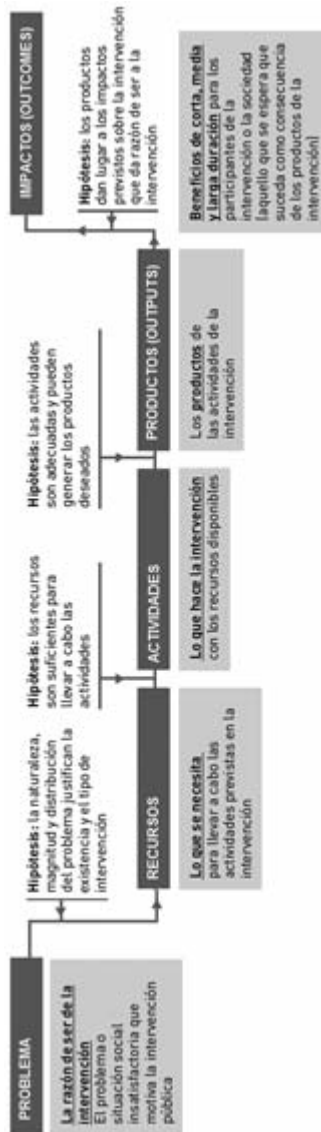 PROBLEMA
La razón de ser de la
intervención
El problema o
situación social
insatisfactoria que
motiva la intervención
pública
Hipótesis: la naturaleza,
magnitud y distribución
del problema justifican la
existencia y el tipo de
intervención
RECURSOS
Lo que se necesita
para llevar a cabo las
actividades previstas en la
intervención
Hipótesis: los recursos
son suficientes para
llevar a cabo las
actividades
ACTIVIDADES
Lo que hace la intervención
con los recursos disponibles
Hipótesis: las actividades
son adecuadas y pueden
generar los productos
deseados
PRODUCTOS (OUTPUTS)
Los productos de
las actividades de la
intervención
Hipótesis: los productos
dan lugar a los impactos
previstos sobre la intervención
que da razón de ser a la
intervención
IMPACTOS (OUTCOMES)
Beneficios de corta, media
y larga duración para los
participantes de la
intervención o la sociedad
(aquello que se espera que
suceda como consecuencia
de los productos de la
intervención)